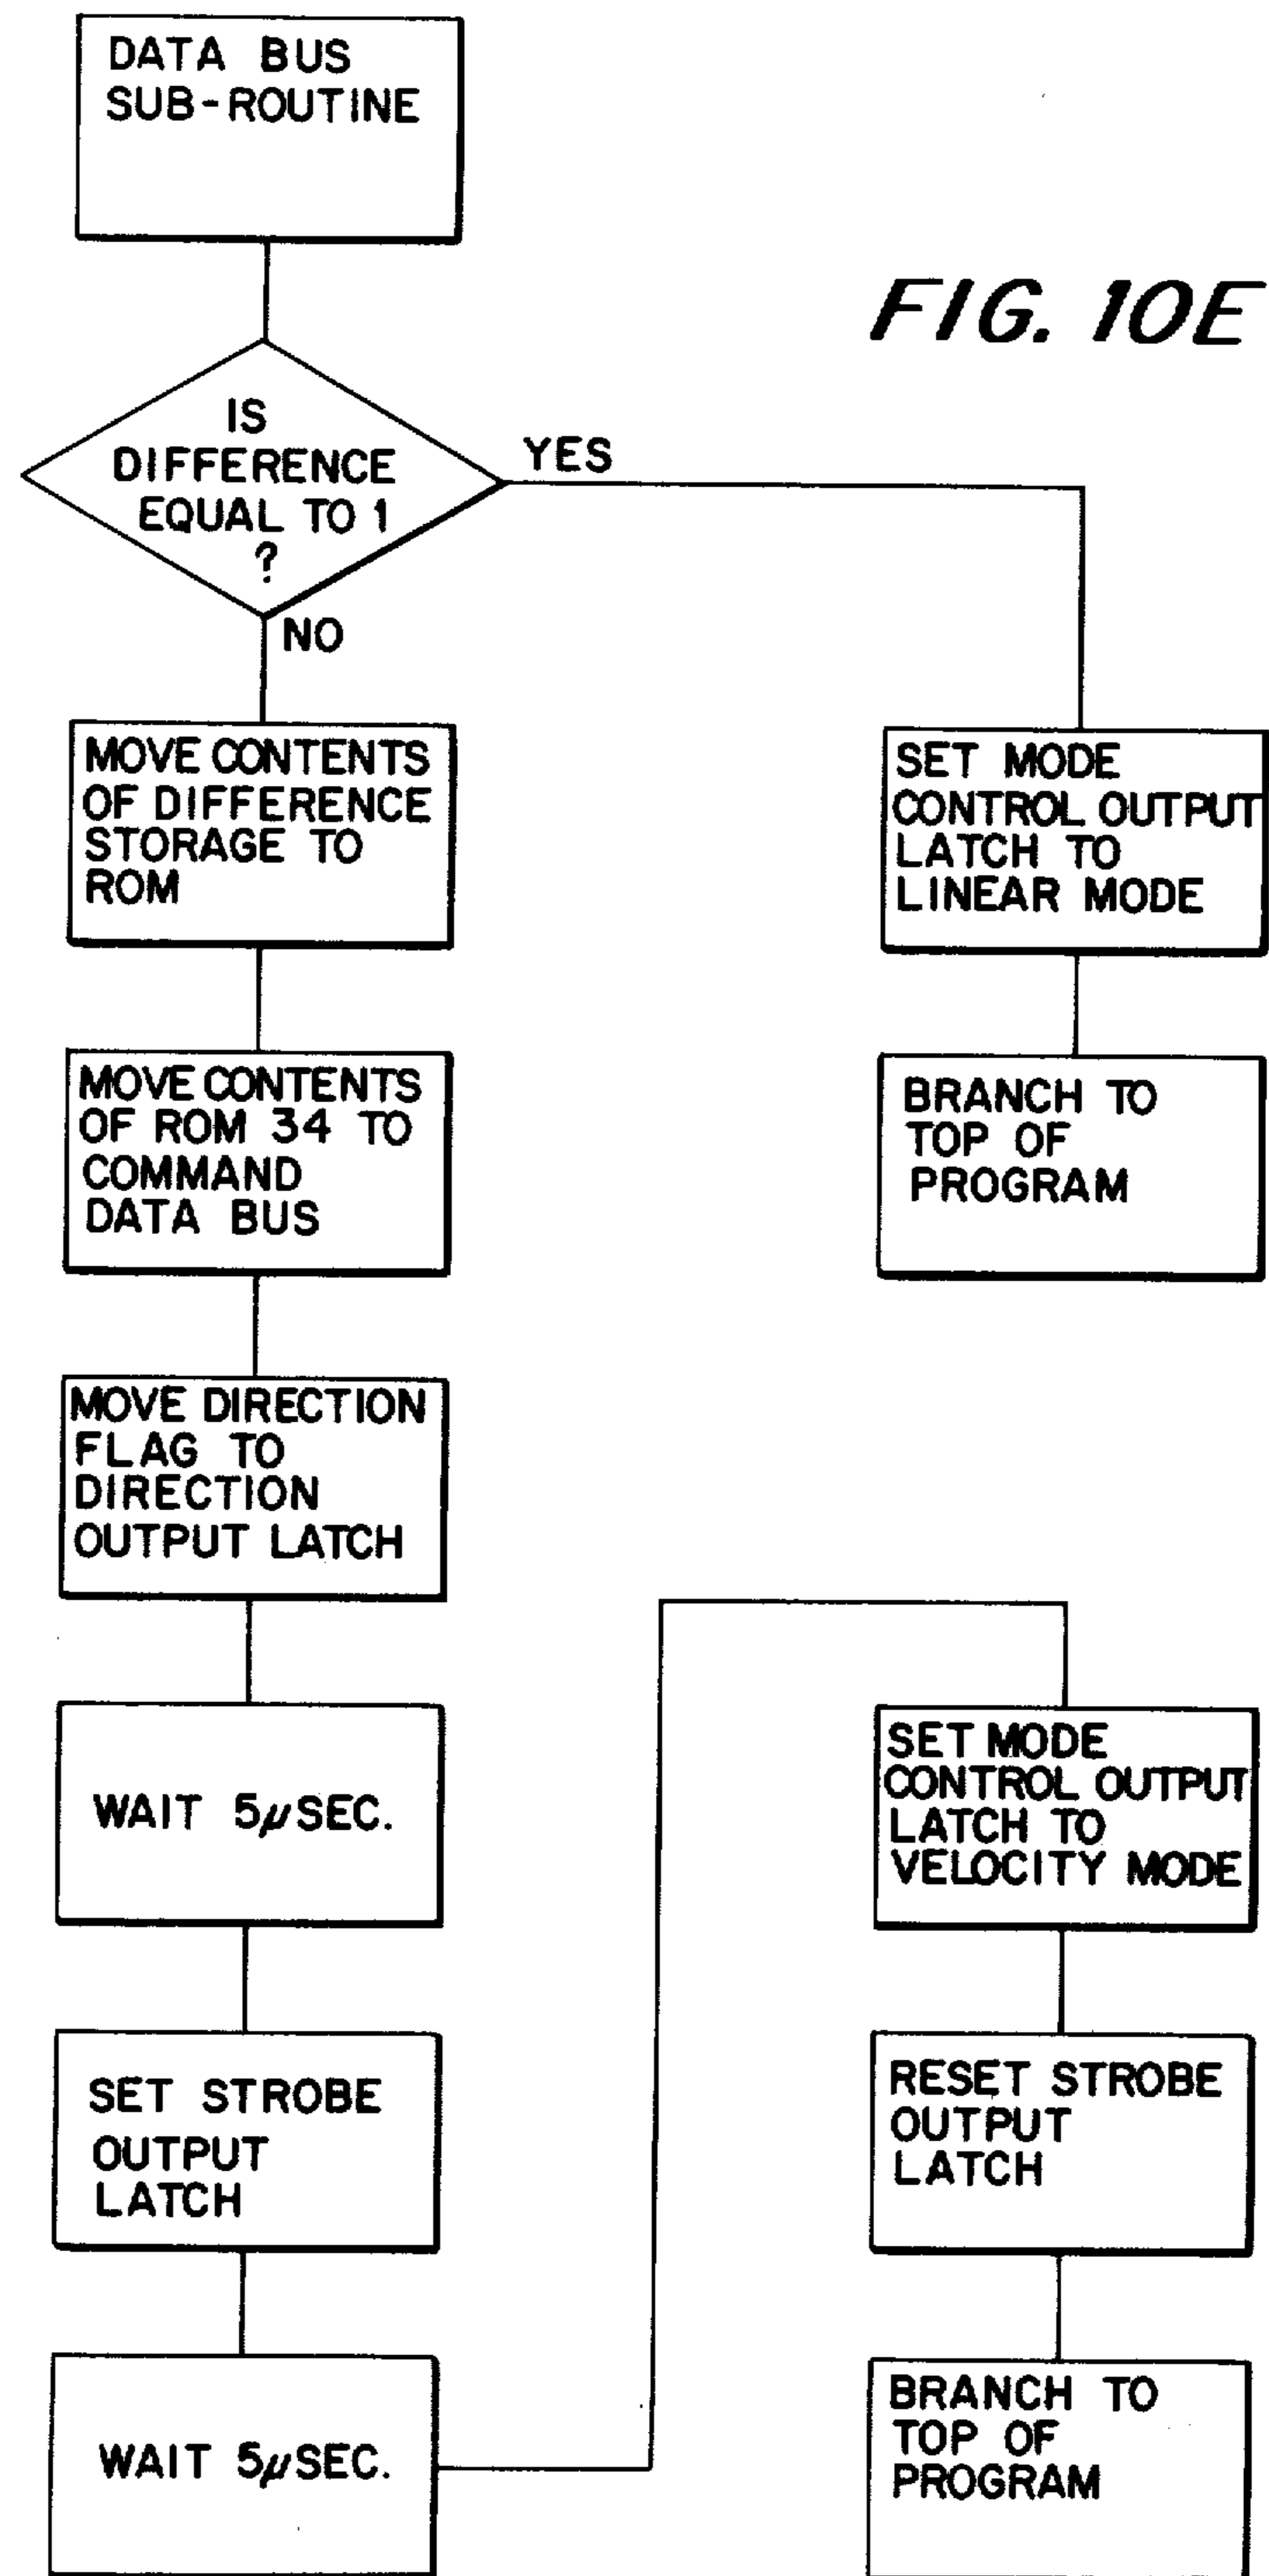 DATA BUS
SUB-ROUTINE
FIG. 10E
IS
DIFFERENCE
EQUAL TO 1
?
YES
NO
MOVE CONTENTS
OF DIFFERENCE
STORAGE TO
ROM
SET MODE
CONTROL OUTPUT
LATCH TO
LINEAR MODE
MOVE CONTENTS
OF ROM 34 TO
COMMAND
DATA BUS
BRANCH TO
TOP OF
PROGRAM
MOVE DIRECTION
FLAG TO
DIRECTION
OUTPUT LATCH
WAIT 5μSEC.
SET STROBE
OUTPUT
LATCH
WAIT 5μSEC.
SET MODE
CONTROL OUTPUT
LATCH TO
VELOCITY MODE
RESET STROBE
OUTPUT
LATCH
BRANCH TO
TOP OF
PROGRAM